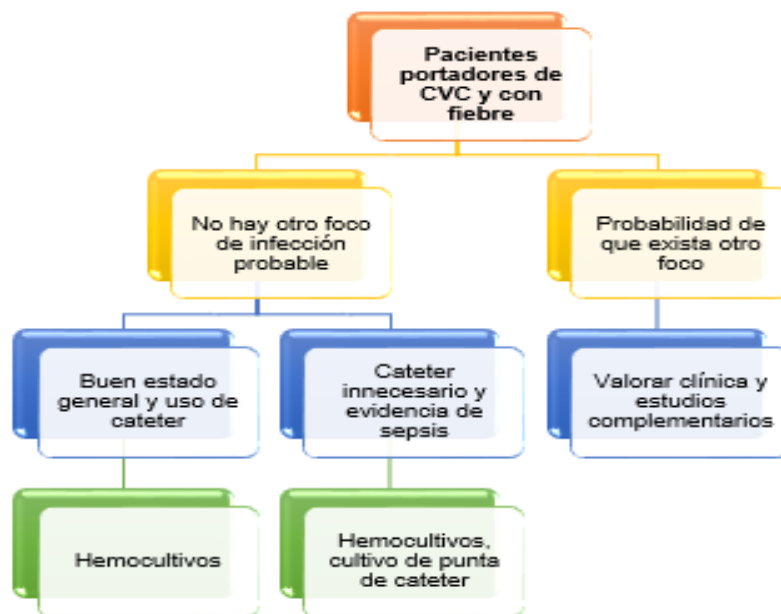 Pacientes
portadores de
CVC y con
fiebre
No hay otro foco
de infección
probable
Probabilidad de
que exista otro
foco
Buen estado
general y uso de
cateter
Cateter
innecesario y
evidencia de
sepsis
Valorar clínica y
estudios
complementarios
Hemocultivos
Hemocultivos,
cultivo de punta
de cateter